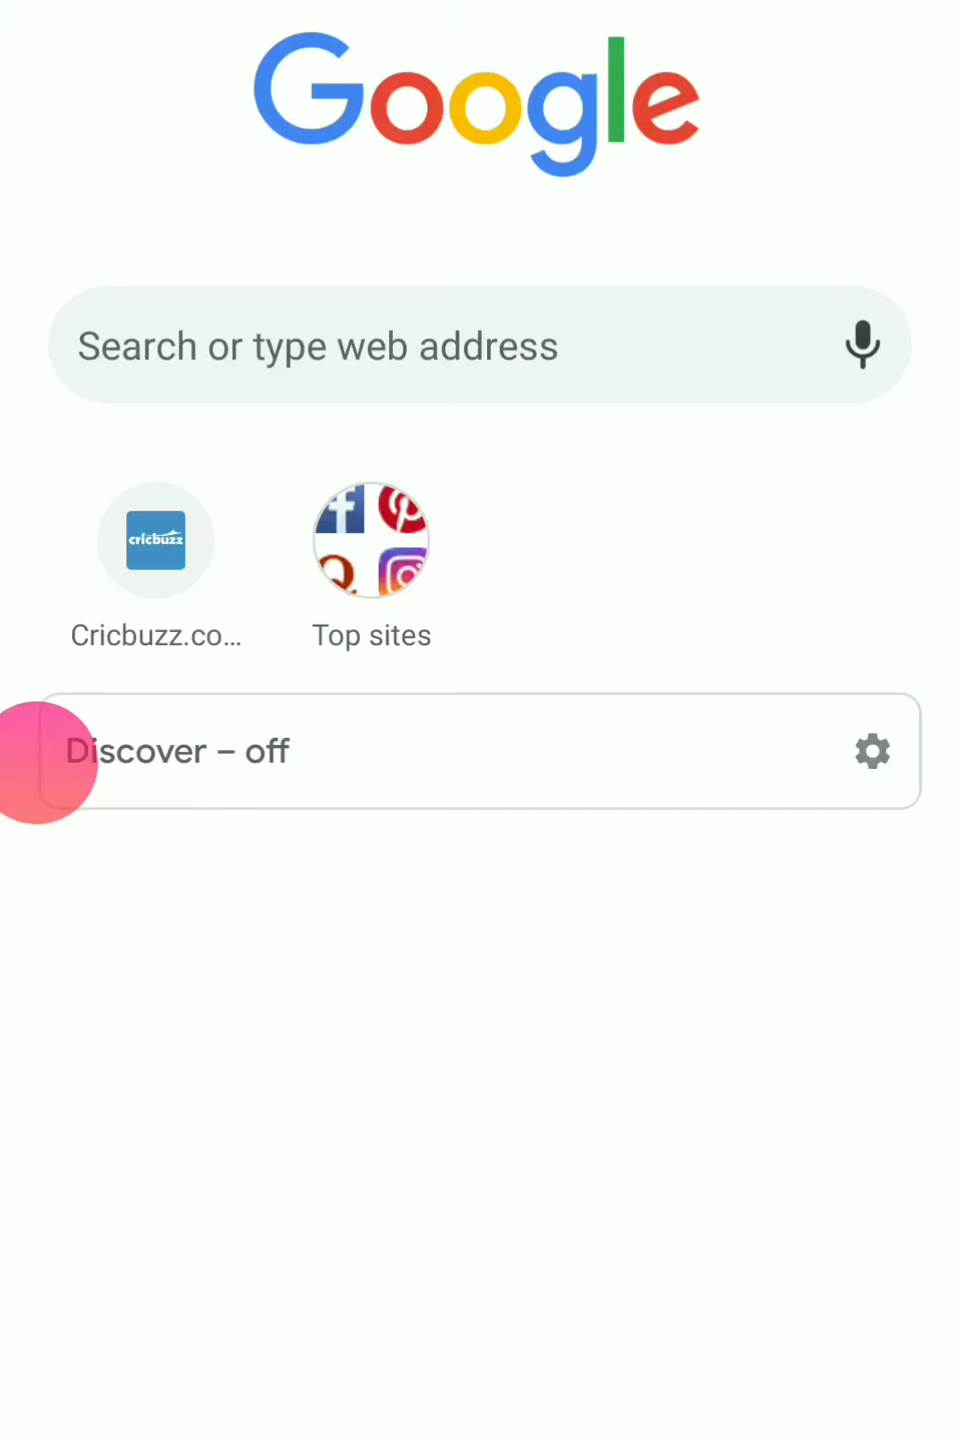 Google
Search or type web address
cricbuzz
Cricbuzz.co...
Top sites
Discover – off